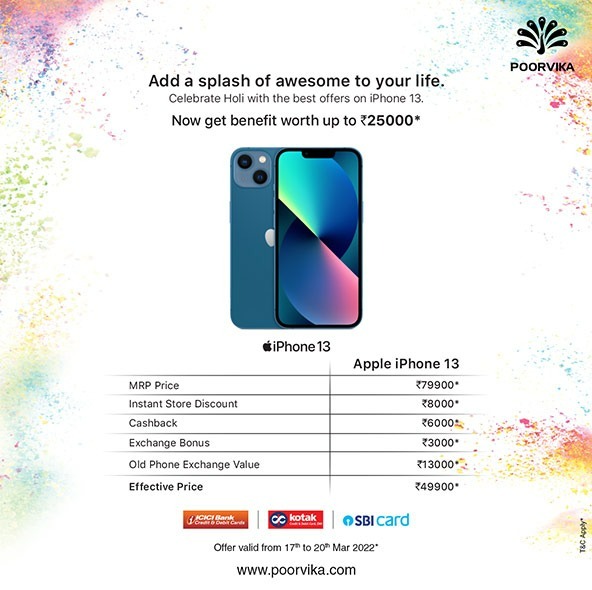 POORVIKA
Add a splash of awesome to your life.
Celebrate Holi with the best offers on iPhone 13.
Now get benefit worth up to ₹25000*
iPhone 13
Apple iPhone 13
MRP Price ₹79900*
Instant Store Discount ₹8000*
Cashback ₹6000*
Exchange Bonus ₹3000*
Old Phone Exchange Value ₹13000*
Effective Price ₹49900*
ICICI Bank kotak SBI card
Credit & Debit Cards
Offer valid from 17th to 20th Mar 2022*
www.poorvika.com
T&C Apply*